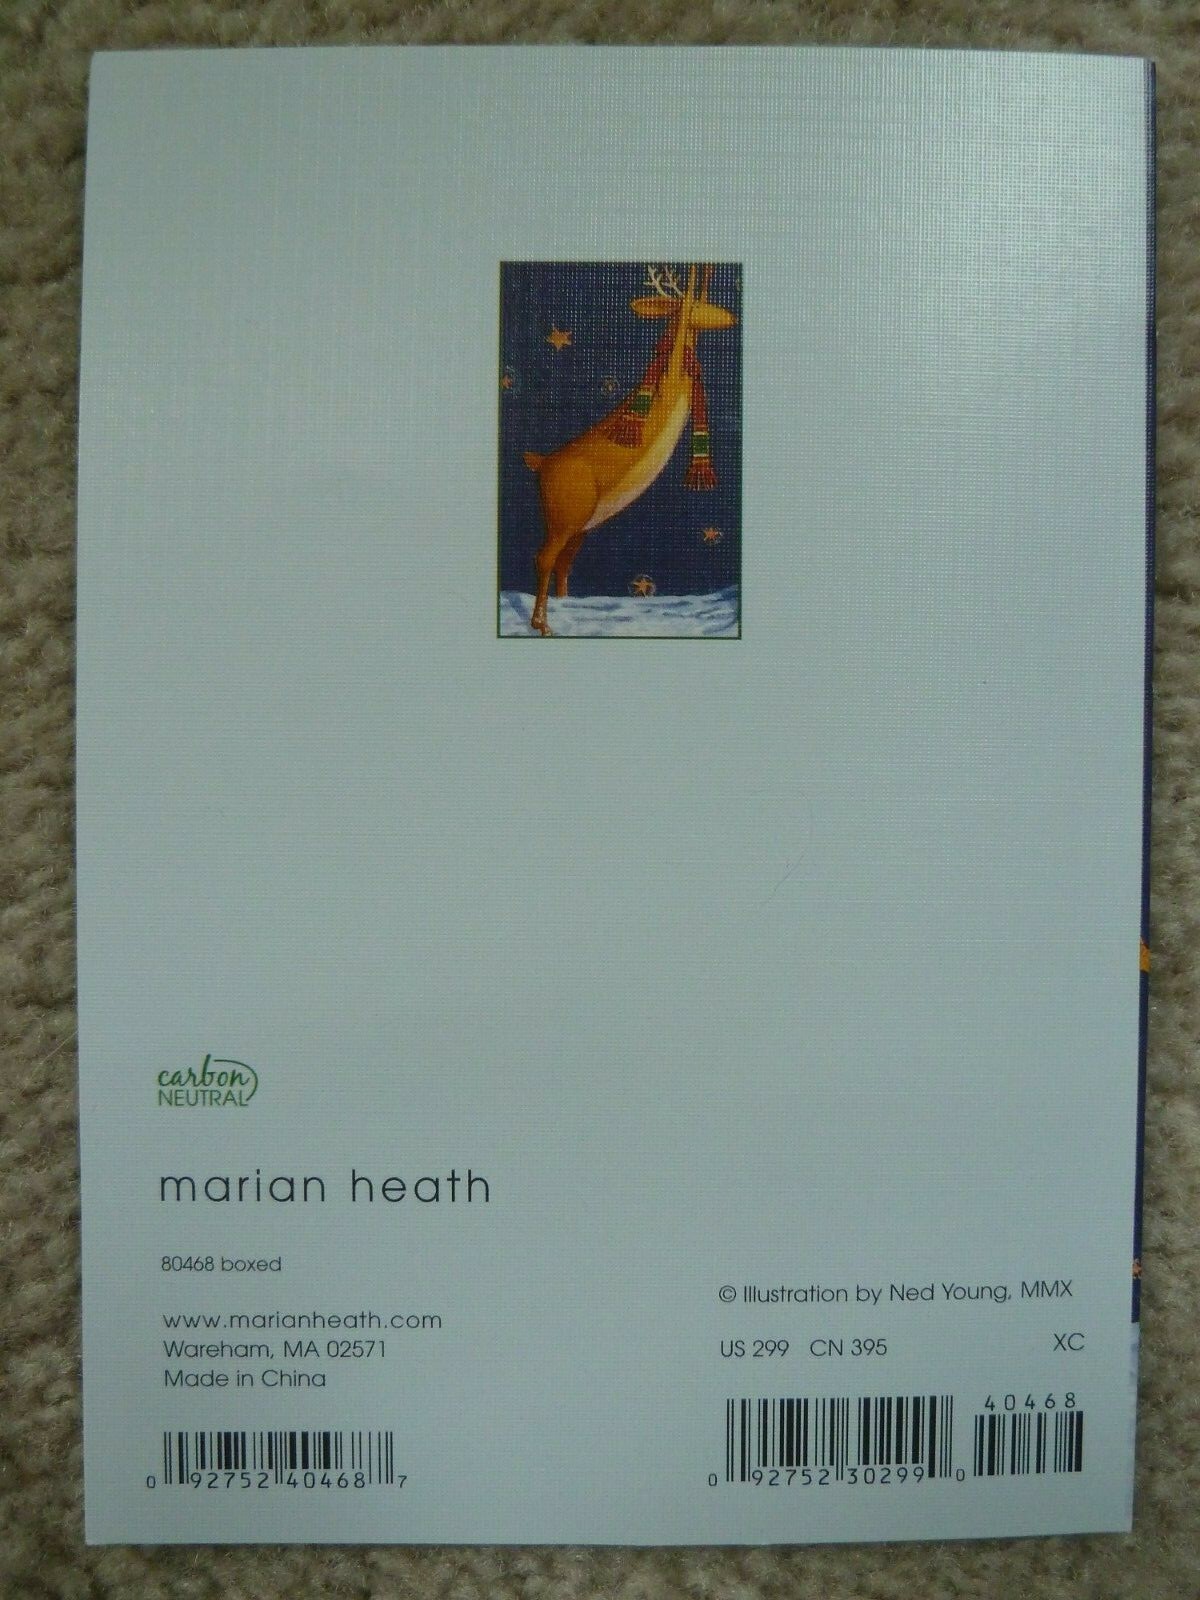 carbon
NEUTRAL
marian heath
80468 boxed
www.marianheath.com
Wareham, MA 02571
Made in China
0 92752 40468 7
© Illustration by Ned Young, MMX
US 299 CN 395 XC
40468
0 92752 30299 0